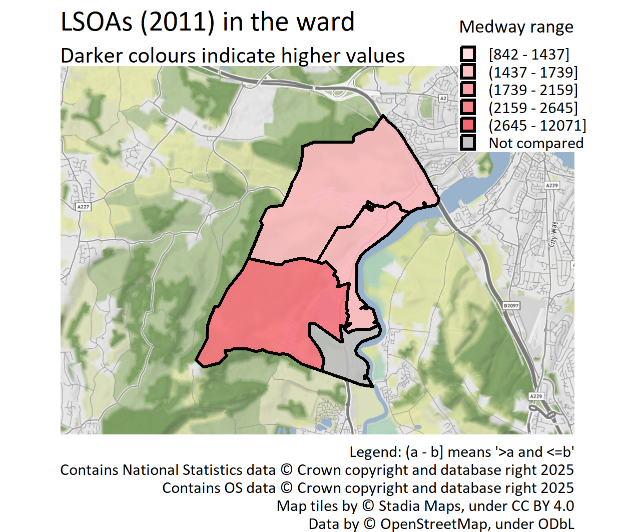 LSOAs (2011) in the ward
Darker colours indicate higher values
Medway range
[842 - 1437]
(1437 - 1739]
(1739 - 2159]
(2159 - 2645]
(2645 - 12071]
Not compared
A2
A227
A229
City Way
B2097
A229
Legend: (a - b] means '>a and <=b'
Contains National Statistics data © Crown copyright and database right 2025
Contains OS data © Crown copyright and database right 2025
Map tiles by © Stadia Maps, under CC BY 4.0
Data by © OpenStreetMap, under ODbL